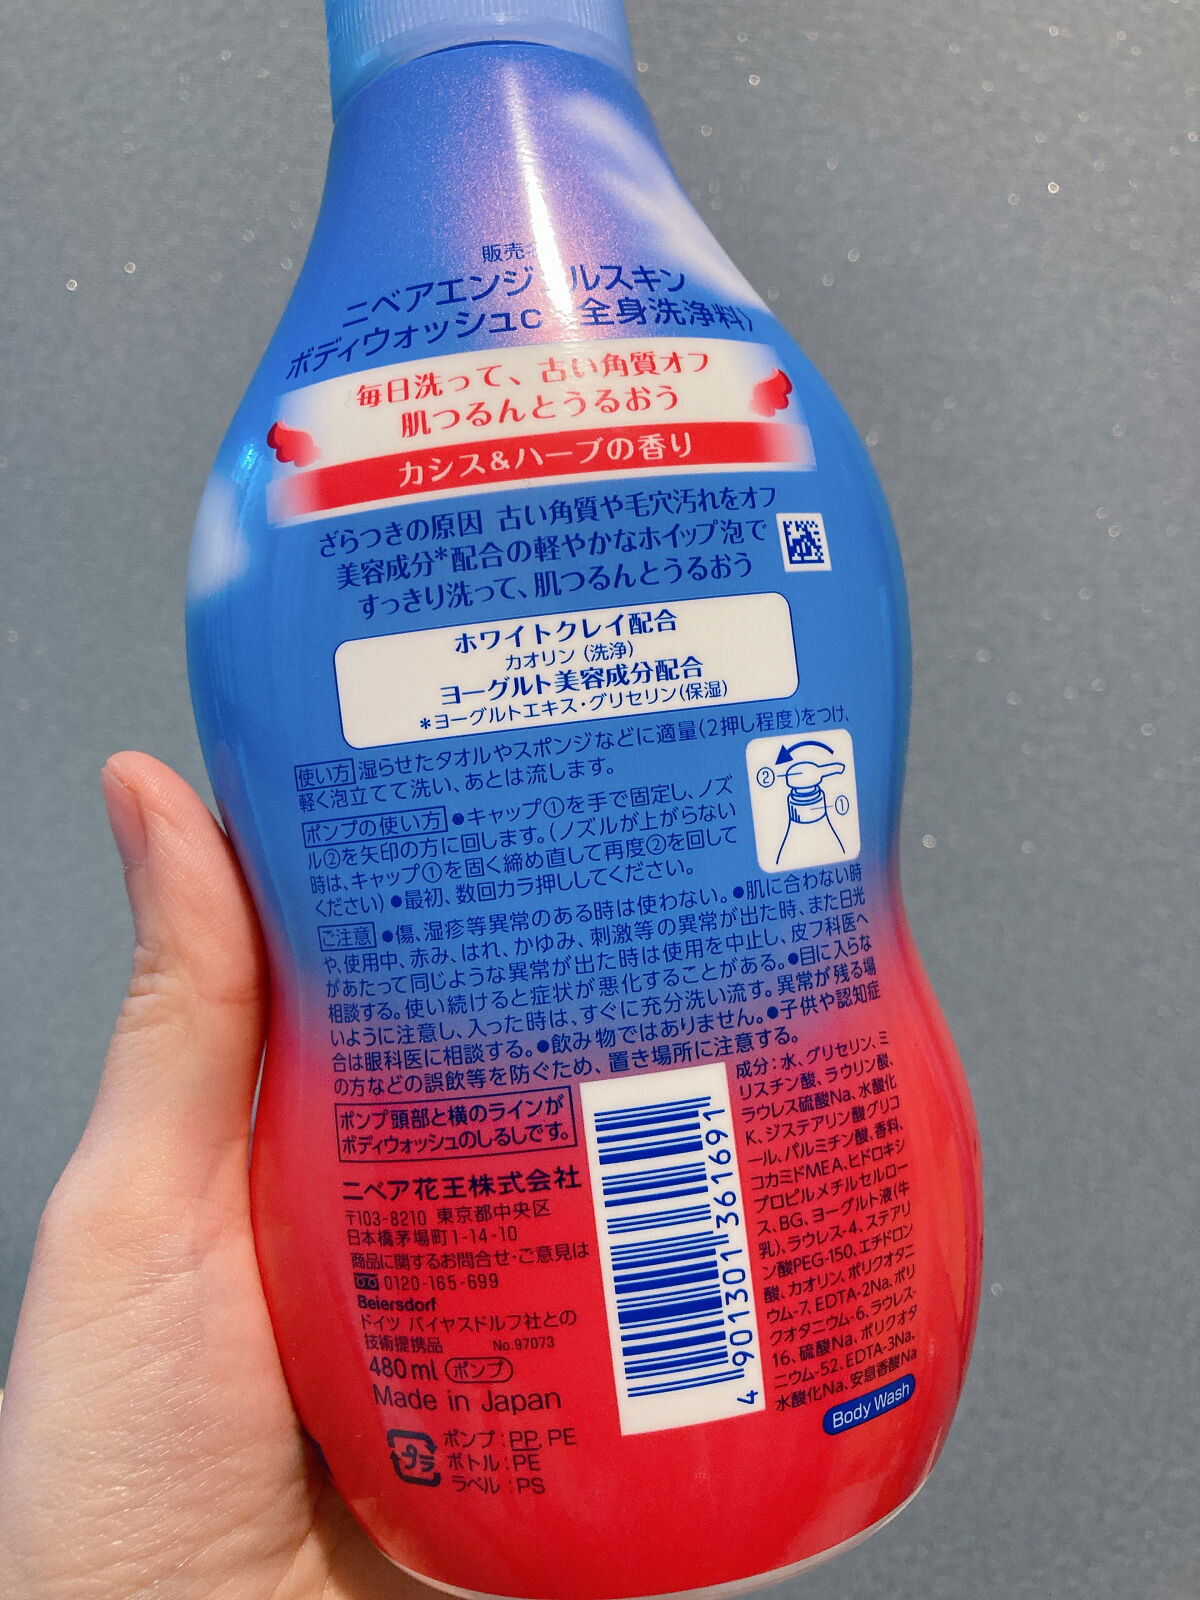 販売
ニベアエンジ ルスキン
ボディウォッシュC 全身洗浄料〉
毎日洗って、古い角質オフ
肌つるんとうるおう
カシス&ハーブの香り
ざらつきの原因 古い角質や毛穴汚れをオフ
美容成分*配合の軽やかなホイップ泡で
すっきり洗って、肌つるんとうるおう
ホワイトクレイ配合
カオリン(洗浄)
ヨーグルト美容成分配合
*ヨーグルトエキス・グリセリン(保湿)
使い方 湿らせたタオルやスポンジなどに適量(2押し程度)をつけ、
軽く泡立てて洗い、あとは流します。
ポンプの使い方 ●キャップ①を手で固定し、ノズ
ル②を矢印の方に回します。(ノズルが上がらない
時は、キャップ①を固く締め直して再度②を回して
ください) ●最初、数回カラ押ししてください。
② ①
ご注意 ●傷、湿疹等異常のある時は使わない。●肌に合わない時
や、使用中、赤み、はれ、かゆみ、刺激等の異常が出た時、また日光
があたって同じような異常が出た時は使用を中止し、皮フ科医へ
相談する。使い続けると症状が悪化することがある。●目に入らな
いように注意し、入った時は、すぐに充分洗い流す。異常が残る場
合は眼科医に相談する。●飲み物ではありません。●子供や認知症
の方などの誤飲等を防ぐため、置き場所に注意する。
ポンプ頭部と横のラインが
ボディウォッシュのしるしです。
ニベア花王株式会社
〒103-8210 東京都中央区
日本橋茅場町1-14-10
商品に関するお問合せ・ご意見は
0120-165-699
Beiersdorf
ドイツ バイヤスドルフ社との
技術提携品 No.97073
480ml ポンプ
Made in Japan
プラ
ポンプ:PP, PE
ボトル:PE
ラベル:PS
4901301361691
成分:水、グリセリン、ミ
リスチン酸、ラウリン酸、
ラウレス硫酸Na、水酸化
K、ジステアリン酸グリコ
ール、パルミチン酸、香料、
コカミドMEA、ヒドロキシ
プロピルメチルセルロー
ス、BG、ヨーグルト液(牛
乳)、ラウレス-4、ステアリ
ン酸PEG-150、エチドロン
酸、カオリン、ポリクオタニ
ウム-7、EDTA-2Na、ポリ
クオタニウム-6、ラウレス-
16、硫酸Na、ポリクオタ
ニウム-52、EDTA-3Na、
水酸化Na、安息香酸Na
Body Wash